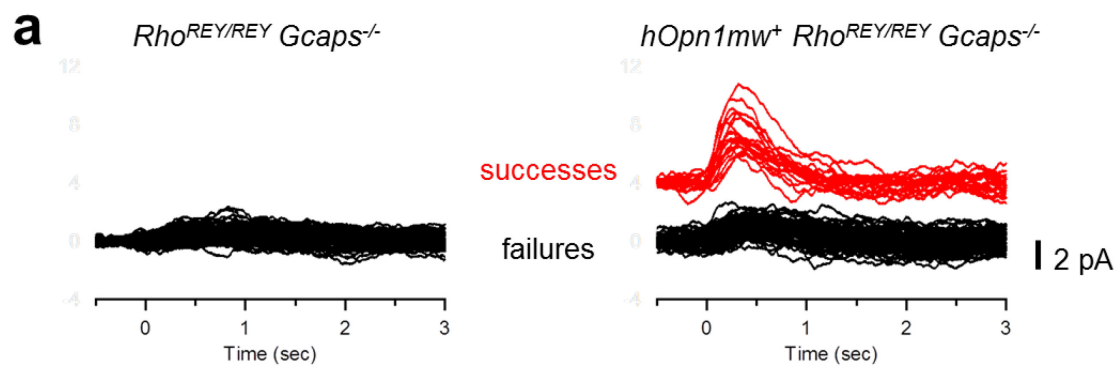 a
Rho^REY/REY Gcaps^-/-
hOpn1mw^+ Rho^REY/REY Gcaps^-/-
12
8
4
0
-4
12
8
4
0
-4
successes
failures
2 pA
0 1 2 3
Time (sec)
0 1 2 3
Time (sec)